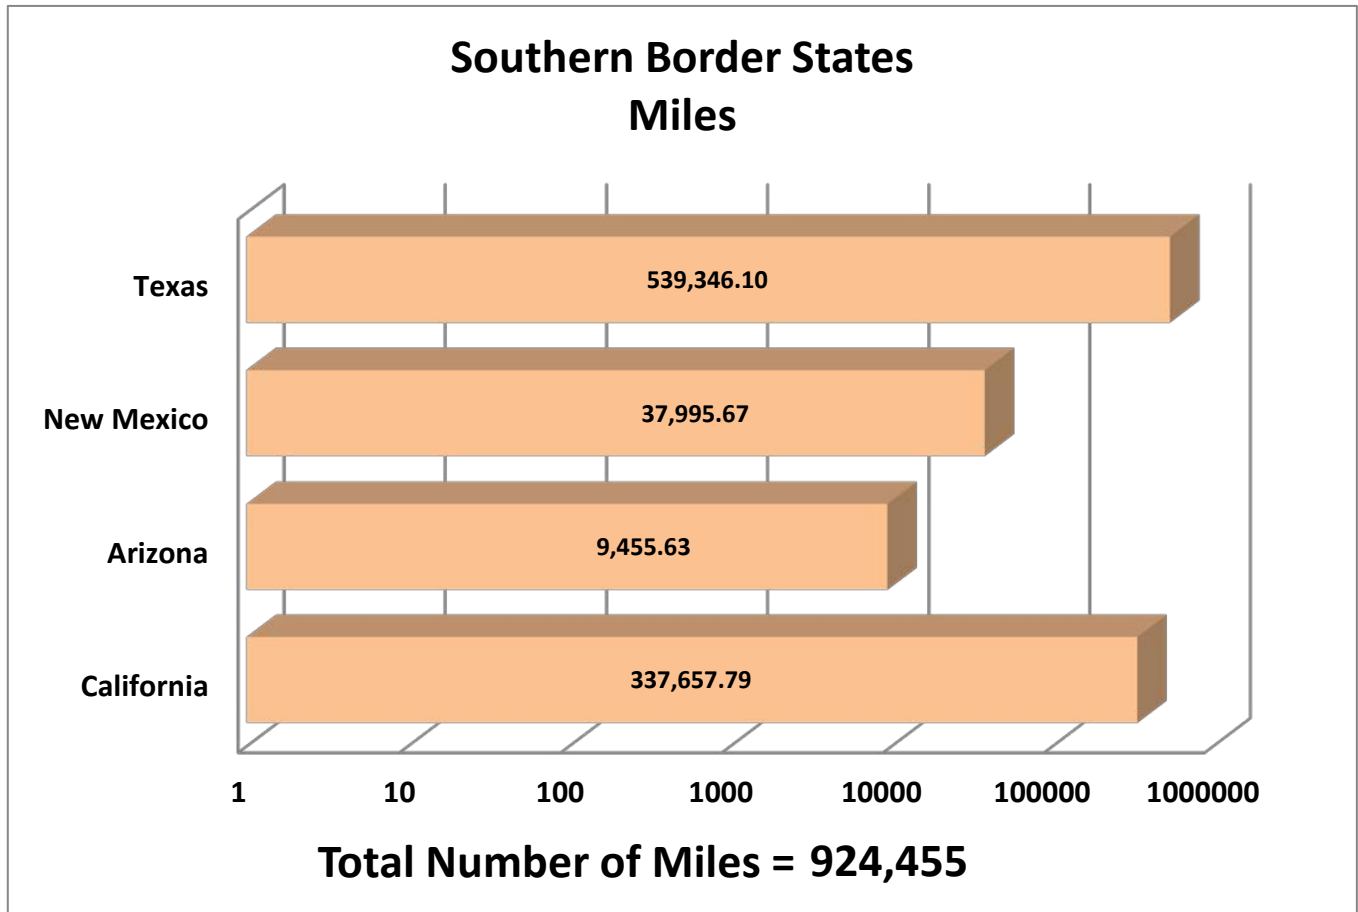 Southern Border States
Miles
Texas
539,346.10
New Mexico
37,995.67
Arizona
9,455.63
California
337,657.79
1 10 100 1000 10000 100000 1000000
Total Number of Miles = 924,455